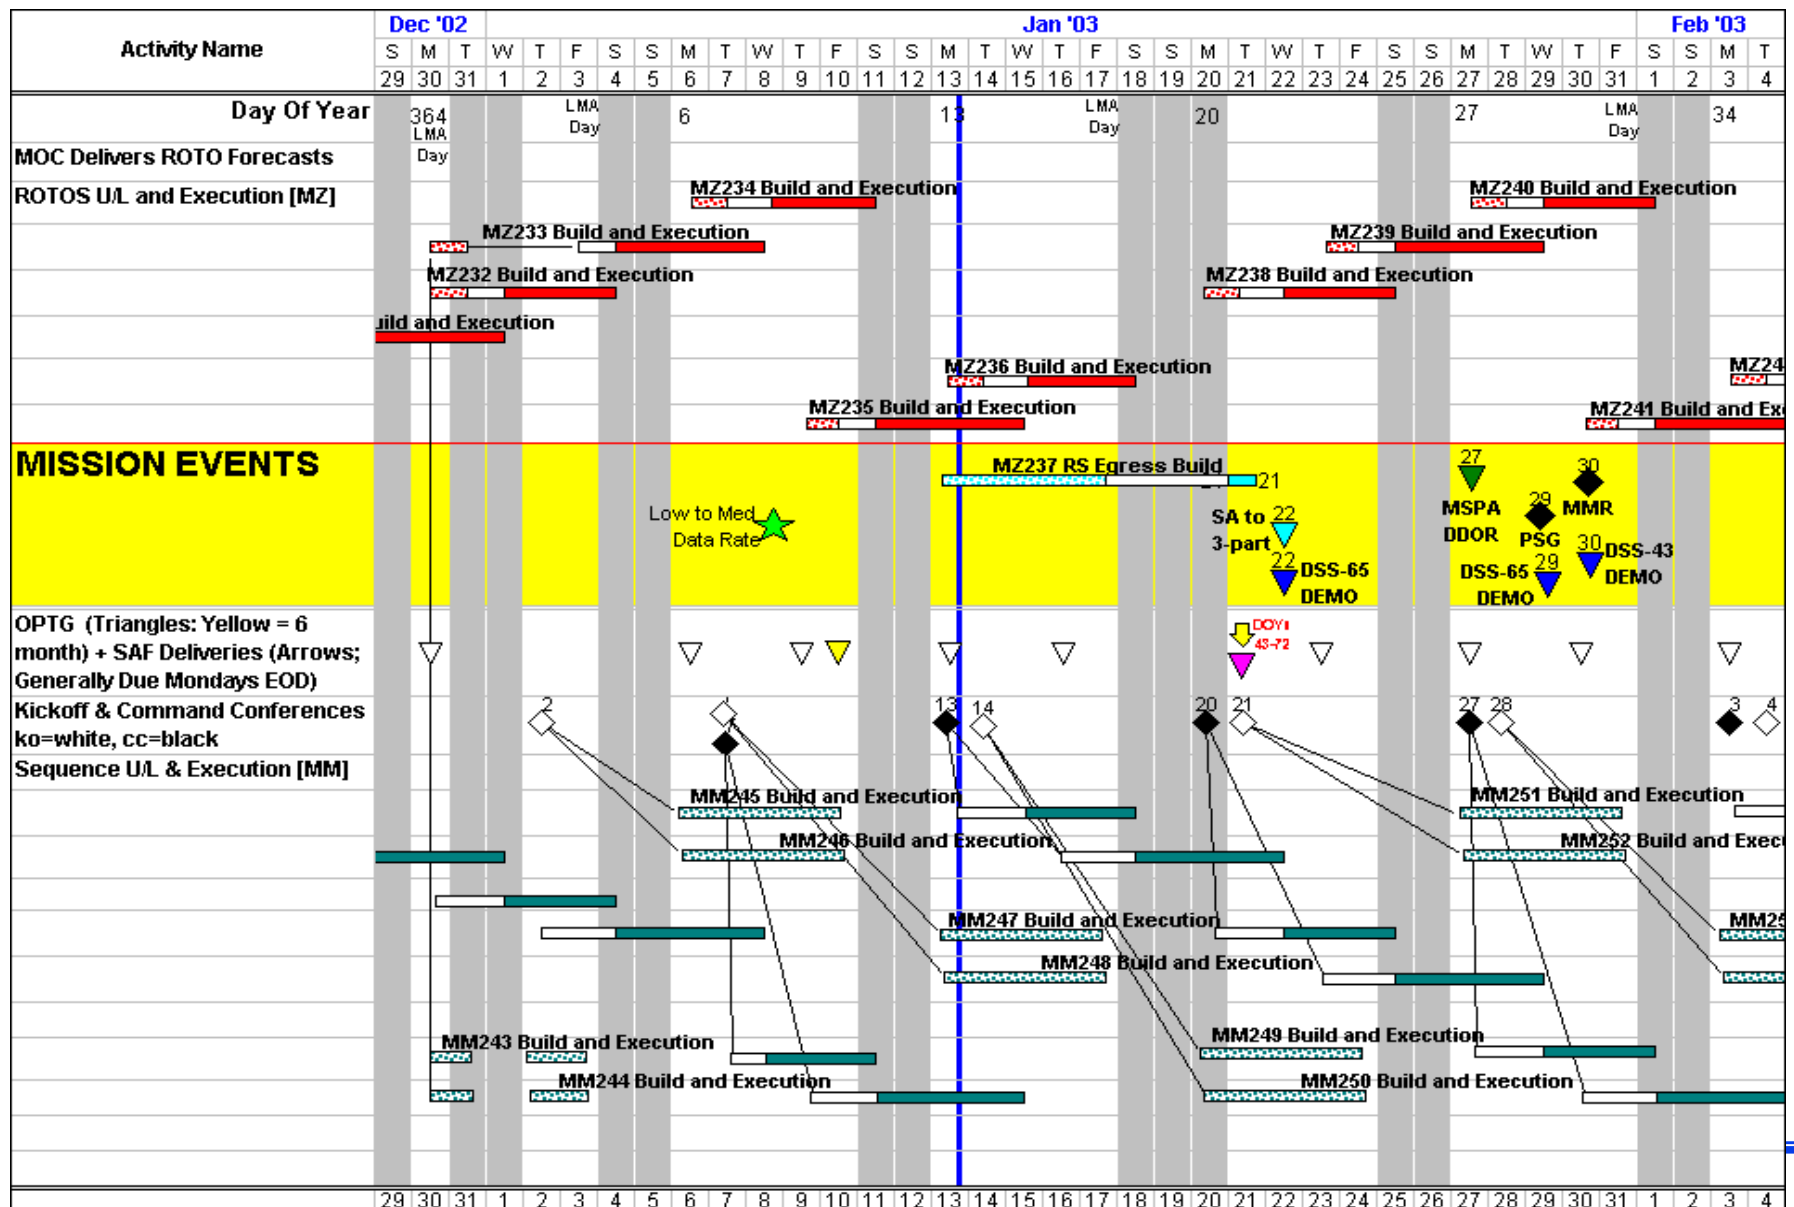 Dec '02 Jan '03 Feb '03
Activity Name
S M T W T F S S M T W T F S S M T W T F S S M T W T F S S M T W T F S S M T
29 30 31 1 2 3 4 5 6 7 8 9 10 11 12 13 14 15 16 17 18 19 20 21 22 23 24 25 26 27 28 29 30 31 1 2 3 4
Day Of Year 364 6 13 20 27 34
LMA Day LMA Day LMA Day LMA Day
MOC Delivers ROTO Forecasts
ROTOS U/L and Execution [MZ]
MZ234 Build and Execution MZ240 Build and Execution
MZ233 Build and Execution MZ239 Build and Execution
MZ232 Build and Execution MZ238 Build and Execution
uild and Execution
MZ236 Build and Execution MZ24
MZ235 Build and Execution MZ241 Build and Ex
MISSION EVENTS
MZ237 RS Egress Build
21
27
MSPA
DDOR
30
MMR
29
PSG
Low to Med
Data Rate
SA to
3-part
22
22
DSS-65
DEMO
DSS-65
DEMO
29
30
DSS-43
DEMO
OPTG (Triangles: Yellow = 6
month) + SAF Deliveries (Arrows;
Generally Due Mondays EOD)
DOYs
43-72
Kickoff & Command Conferences
ko=white, cc=black
2 13 14 20 21 27 28 3 4
Sequence U/L & Execution [MM]
MM245 Build and Execution MM251 Build and Execution
MM246 Build and Execution MM252 Build and Exec
MM247 Build and Execution MM25
MM248 Build and Execution
MM243 Build and Execution MM249 Build and Execution
MM244 Build and Execution MM250 Build and Execution
29 30 31 1 2 3 4 5 6 7 8 9 10 11 12 13 14 15 16 17 18 19 20 21 22 23 24 25 26 27 28 29 30 31 1 2 3 4